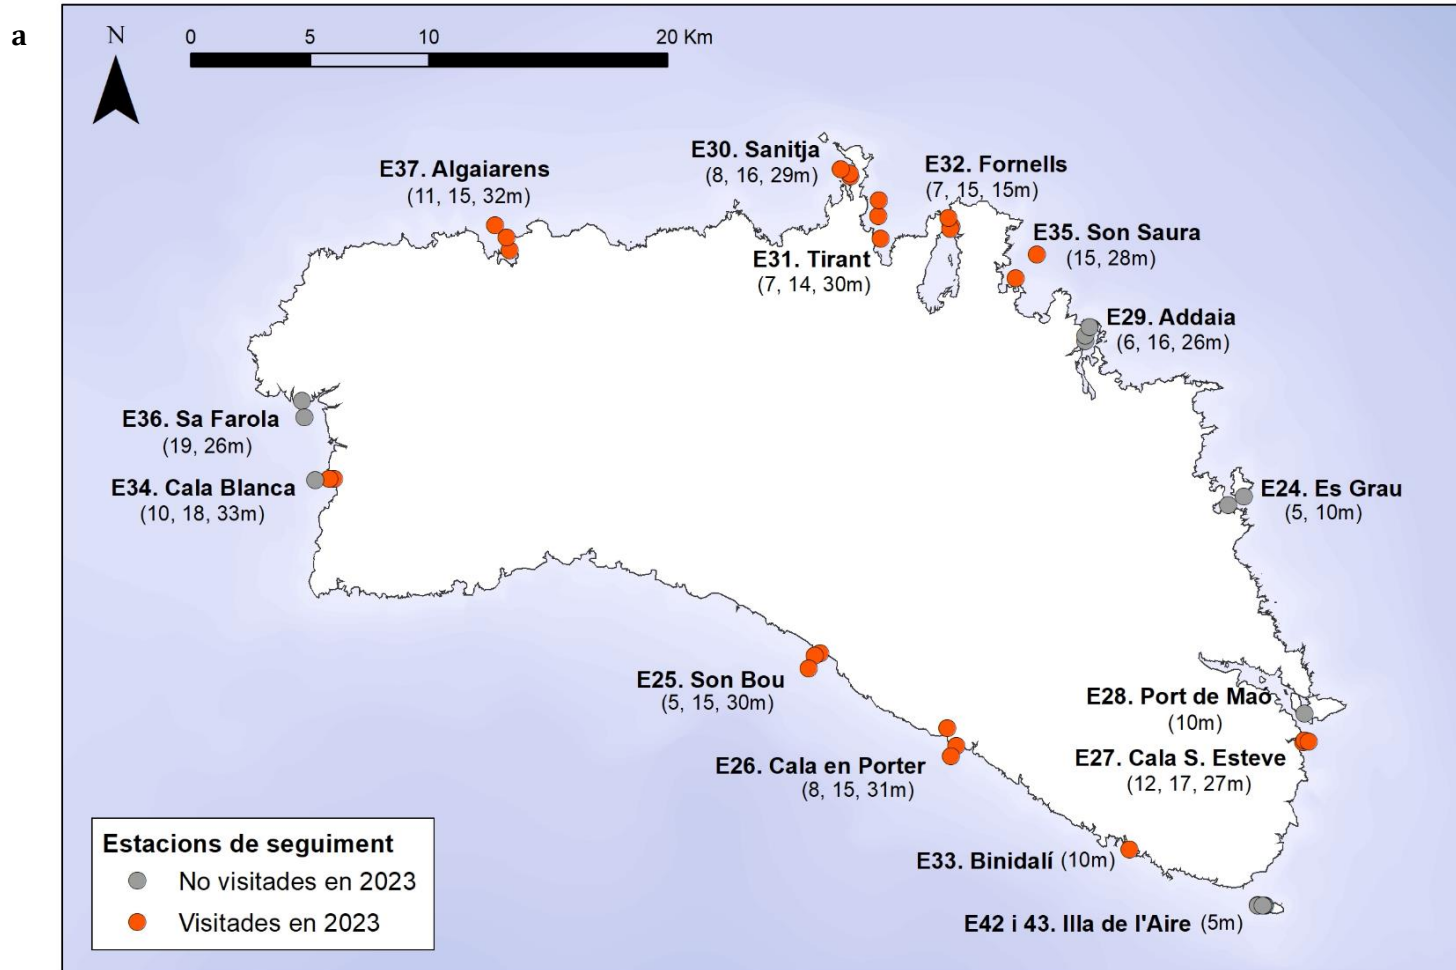 a
N
0 5 10 20 Km
E30. Sanitja
(8, 16, 29m)
E32. Fornells
(7, 15, 15m)
E37. Algaiarens
(11, 15, 32m)
E35. Son Saura
(15, 28m)
E31. Tirant
(7, 14, 30m)
E29. Addaia
(6, 16, 26m)
E36. Sa Farola
(19, 26m)
E34. Cala Blanca
(10, 18, 33m)
E24. Es Grau
(5, 10m)
E25. Son Bou
(5, 15, 30m)
E28. Port de Maó
(10m)
E27. Cala S. Esteve
(12, 17, 27m)
E26. Cala en Porter
(8, 15, 31m)
E33. Binidalí (10m)
E42 i 43. Illa de l'Aire (5m)
Estacions de seguiment
No visitades en 2023
Visitades en 2023